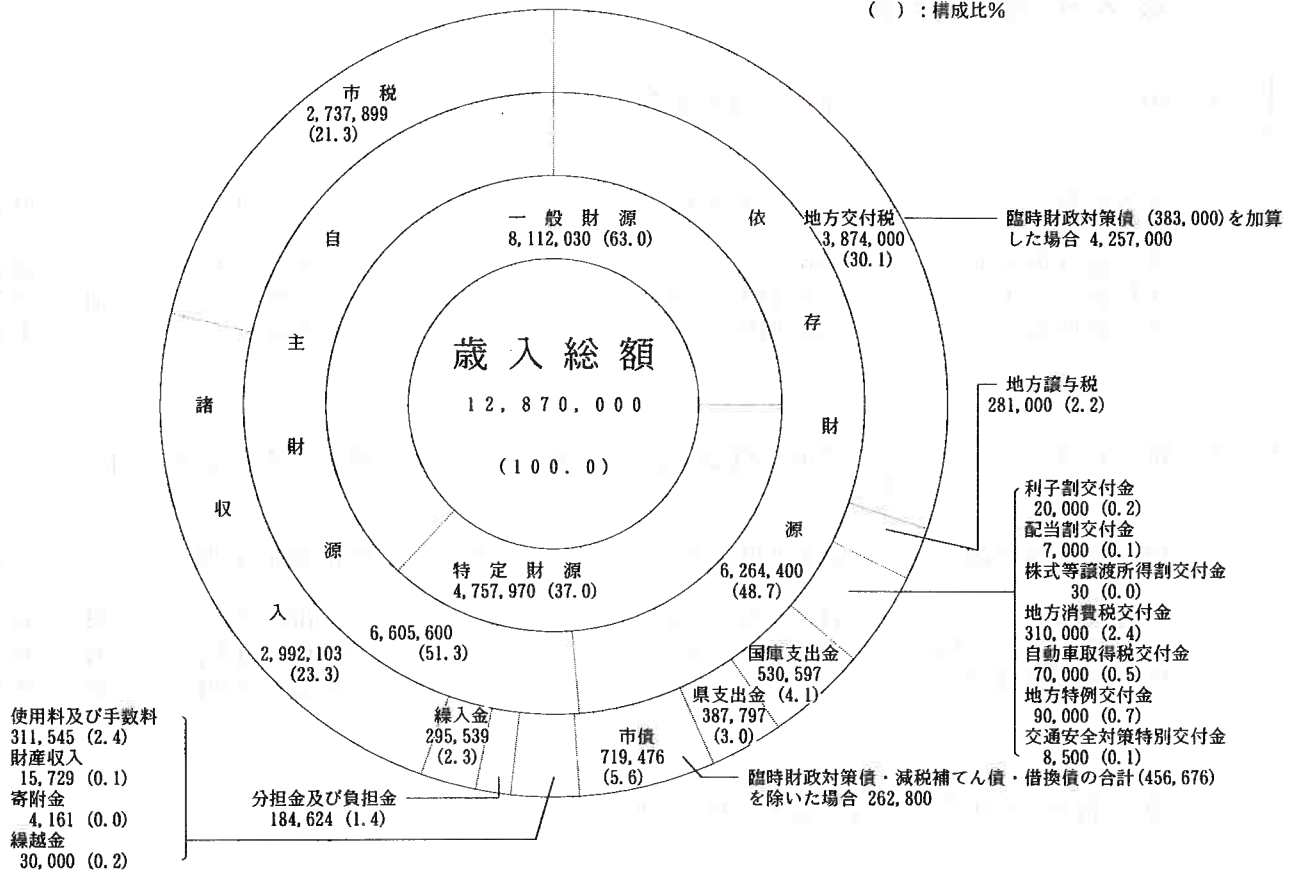 ( ) : 構成比%
市 税
2,737,899
(21.3)
一 般 財 源
8,112,030 (63.0)
歳 入 総 額
12,870,000
(100.0)
特 定 財 源
4,757,970 (37.0)
自 主 財 源
6,605,600
(51.3)
依 存 財 源
6,264,400
(48.7)
地方交付税
3,874,000
(30.1)
臨時財政対策債 (383,000)を加算
した場合 4,257,000
地方譲与税
281,000 (2.2)
利子割交付金
20,000 (0.2)
配当割交付金
7,000 (0.1)
株式等譲渡所得割交付金
30 (0.0)
地方消費税交付金
310,000 (2.4)
自動車取得税交付金
70,000 (0.5)
地方特例交付金
90,000 (0.7)
交通安全対策特別交付金
8,500 (0.1)
国庫支出金
530,597
(4.1)
県支出金
387,797
(3.0)
市債
719,476
(5.6)
臨時財政対策債・減税補てん債・借換債の合計(456,676)
を除いた場合 262,800
諸 収 入
2,992,103
(23.3)
繰入金
295,539
(2.3)
分担金及び負担金
184,624 (1.4)
使用料及び手数料
311,545 (2.4)
財産収入
15,729 (0.1)
寄附金
4,161 (0.0)
繰越金
30,000 (0.2)